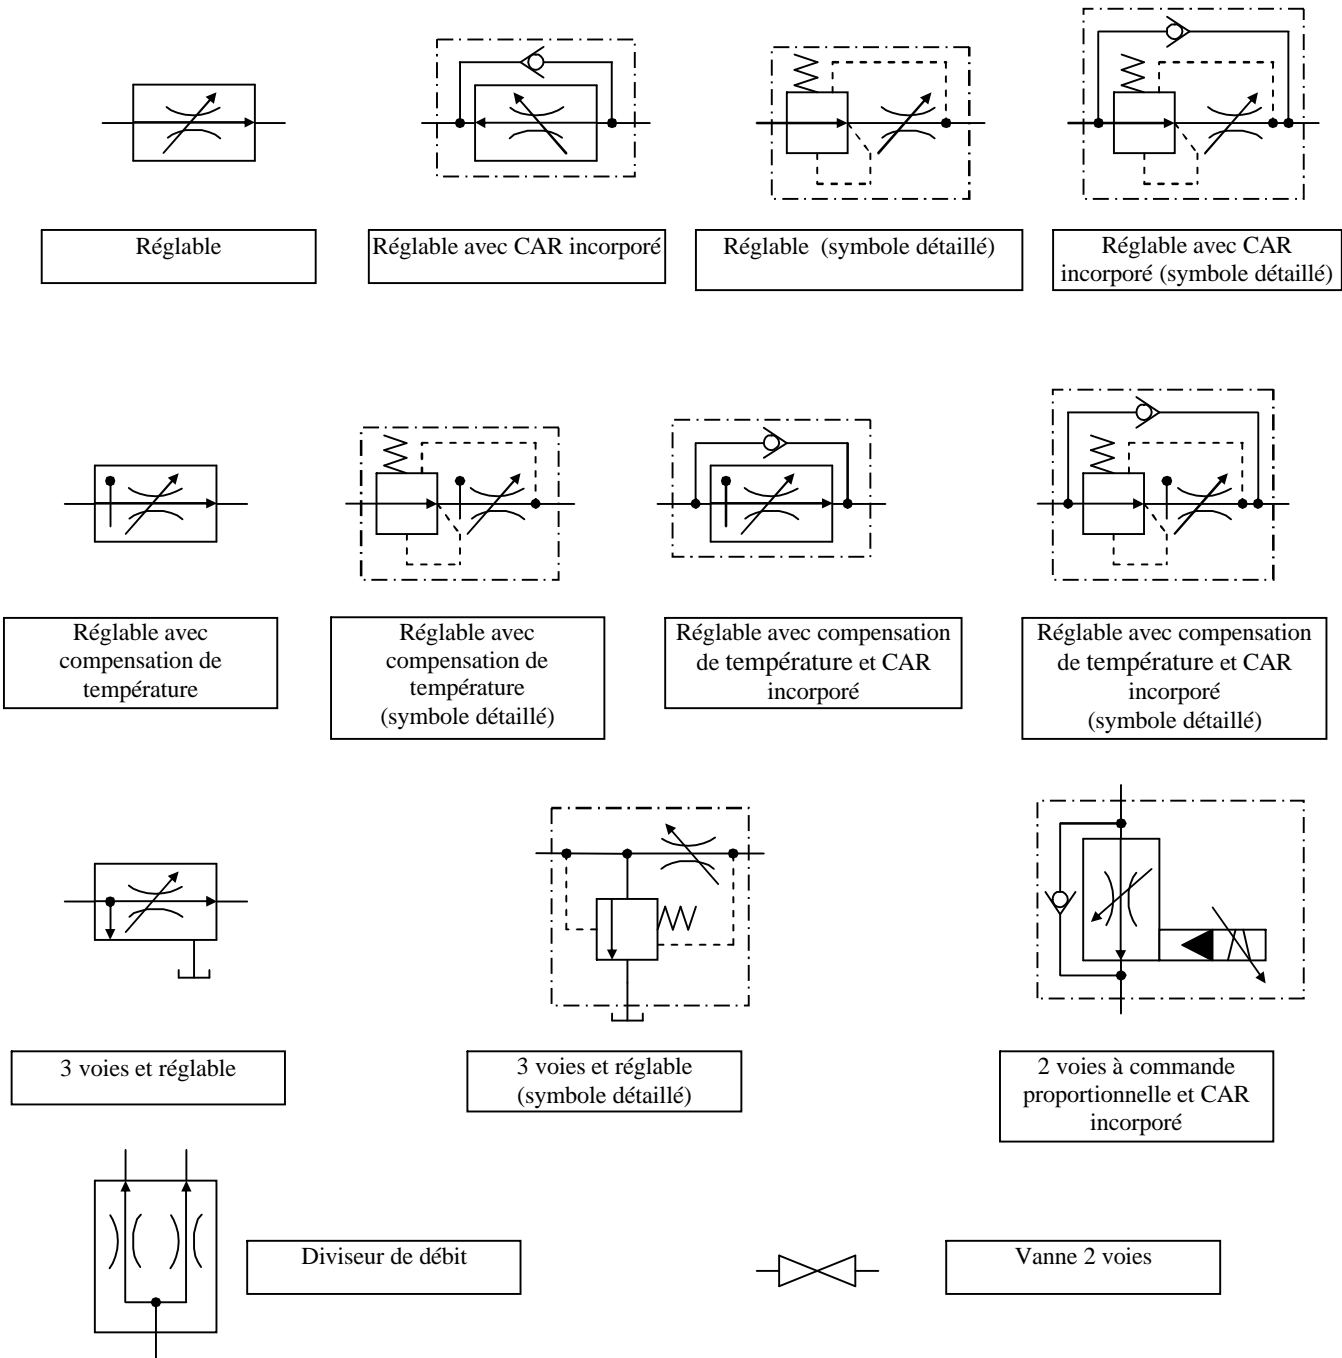 Réglable
Réglable avec CAR incorporé
Réglable (symbole détaillé)
Réglable avec CAR
incorporé (symbole détaillé)
Réglable avec
compensation de
température
Réglable avec
compensation de
température
(symbole détaillé)
Réglable avec compensation
de température et CAR
incorporé
Réglable avec compensation
de température et CAR
incorporé
(symbole détaillé)
3 voies et réglable
3 voies et réglable
(symbole détaillé)
2 voies à commande
proportionnelle et CAR
incorporé
Diviseur de débit
Vanne 2 voies